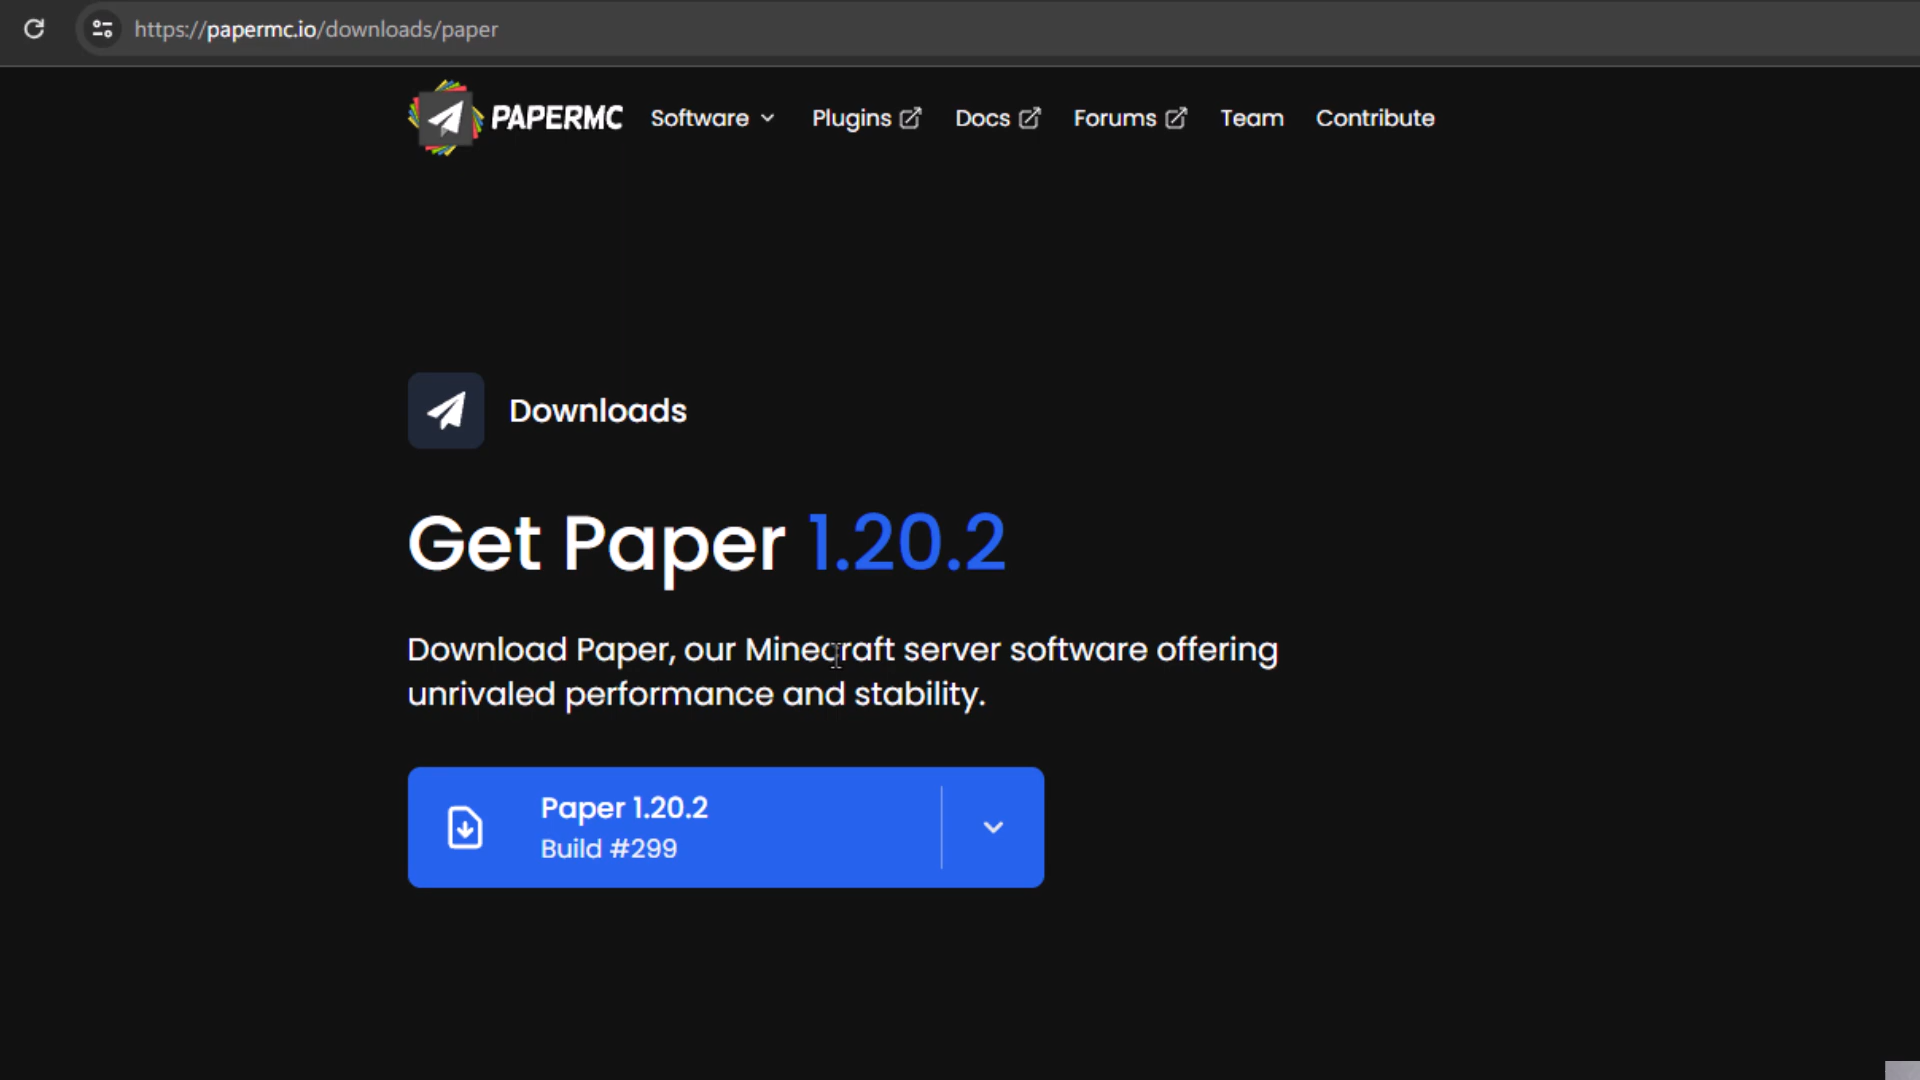 https://papermc.io/downloads/paper
PAPERMC Software Plugins Docs Forums Team Contribute
Downloads
Get Paper 1.20.2
Download Paper, our Minecraft server software offering
unrivaled performance and stability.
Paper 1.20.2
Build #299